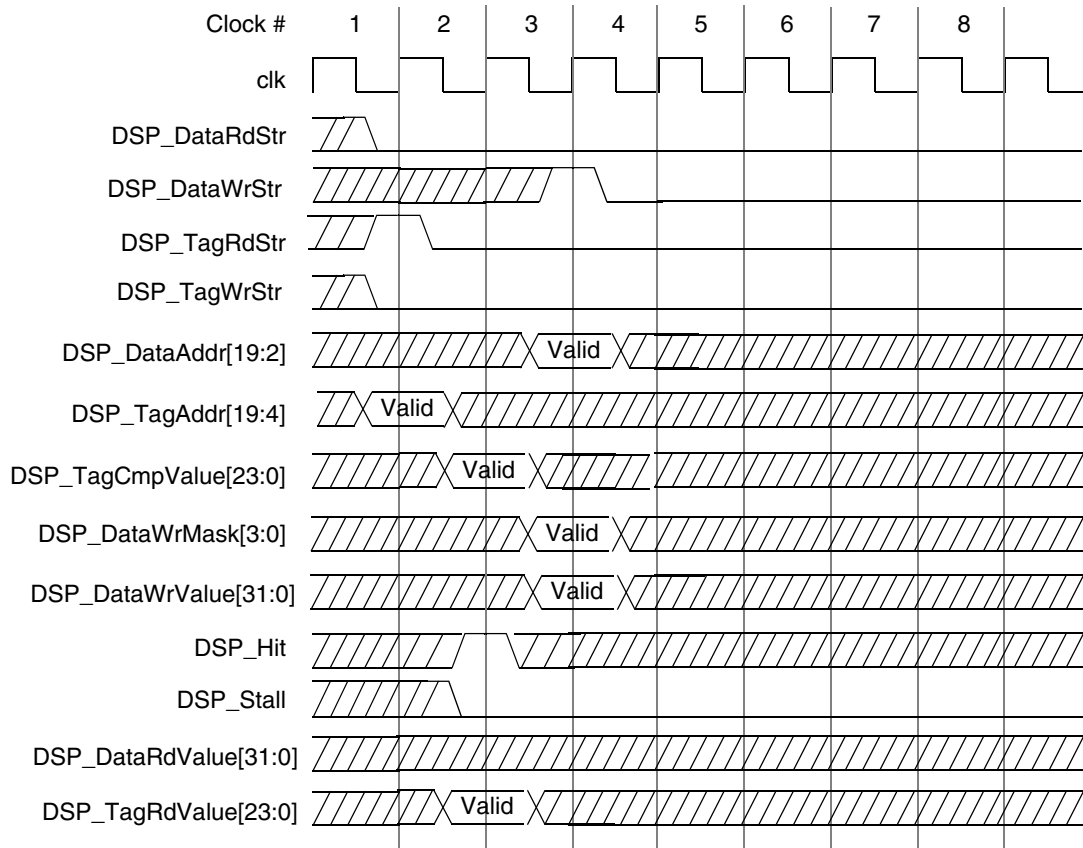 Clock # 1 2 3 4 5 6 7 8
clk
DSP_DataRdStr
DSP_DataWrStr
DSP_TagRdStr
DSP_TagWrStr
DSP_DataAddr[19:2] Valid
DSP_TagAddr[19:4] Valid
DSP_TagCmpValue[23:0] Valid
DSP_DataWrMask[3:0] Valid
DSP_DataWrValue[31:0] Valid
DSP_Hit
DSP_Stall
DSP_DataRdValue[31:0]
DSP_TagRdValue[23:0] Valid